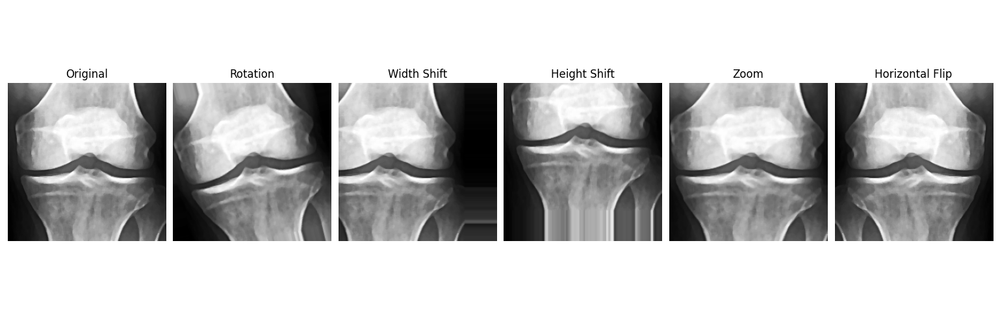 Original
Rotation
Width Shift
Height Shift
Zoom
Horizontal Flip